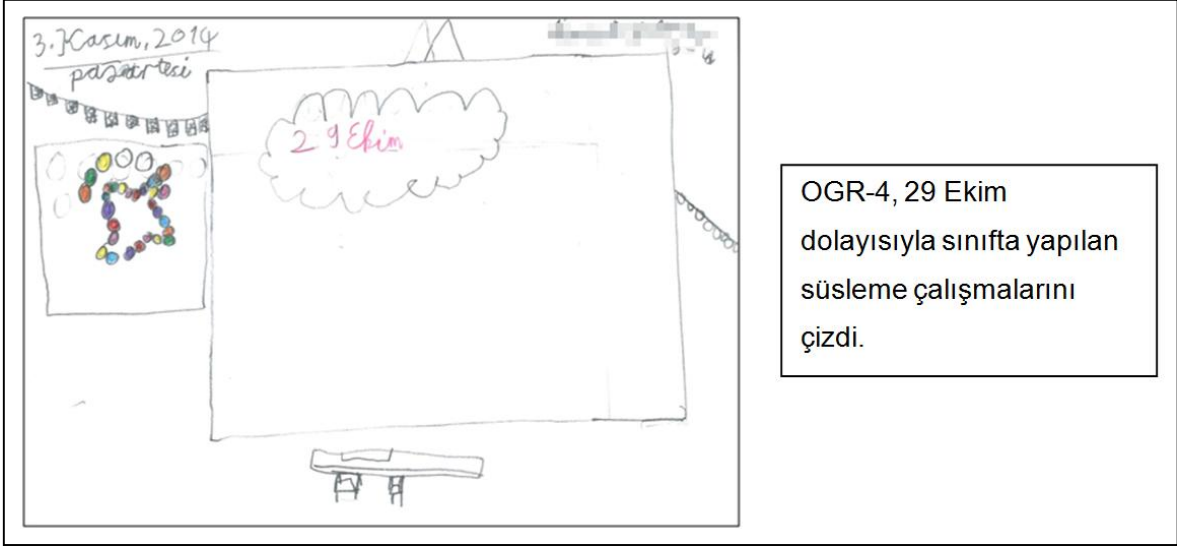 3. Kasım, 2014
pazartesi
29 Ekim
OGR-4, 29 Ekim
dolayısıyla sınıfta yapılan
süsleme çalışmalarını
çizdi.